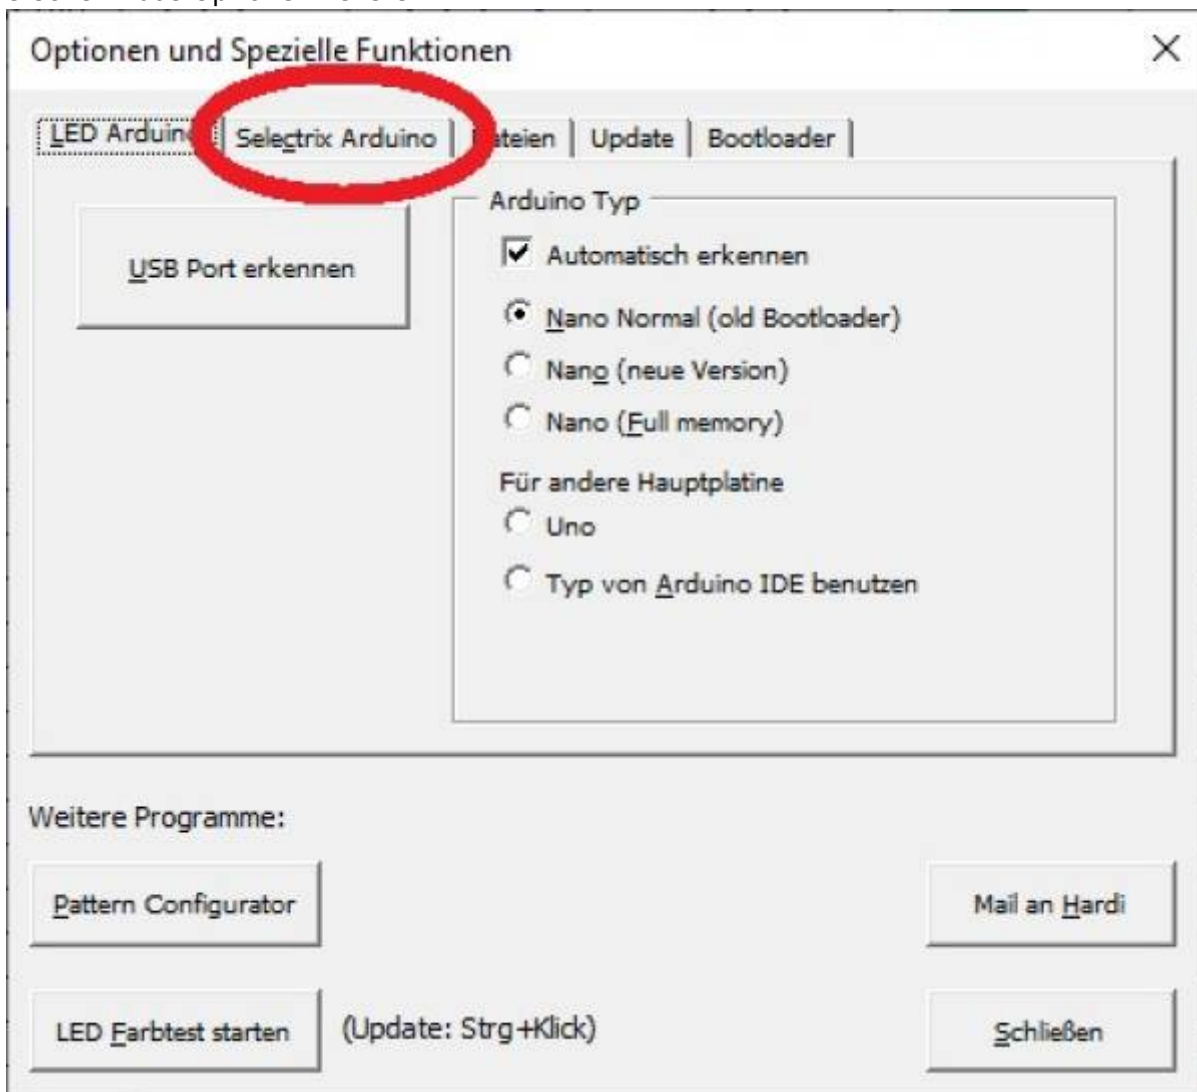 Optionen und Spezielle Funktionen
LED Arduino
Selectrix Arduino
Dateien
Update
Bootloader
USB Port erkennen
Arduino Typ
Automatisch erkennen
Nano Normal (old Bootloader)
Nano (neue Version)
Nano (Full memory)
Für andere Hauptplatine
Uno
Typ von Arduino IDE benutzen
Weitere Programme:
Pattern Configurator
Mail an Hardi
LED Farbtest starten
(Update: Strg+Klick)
Schließen